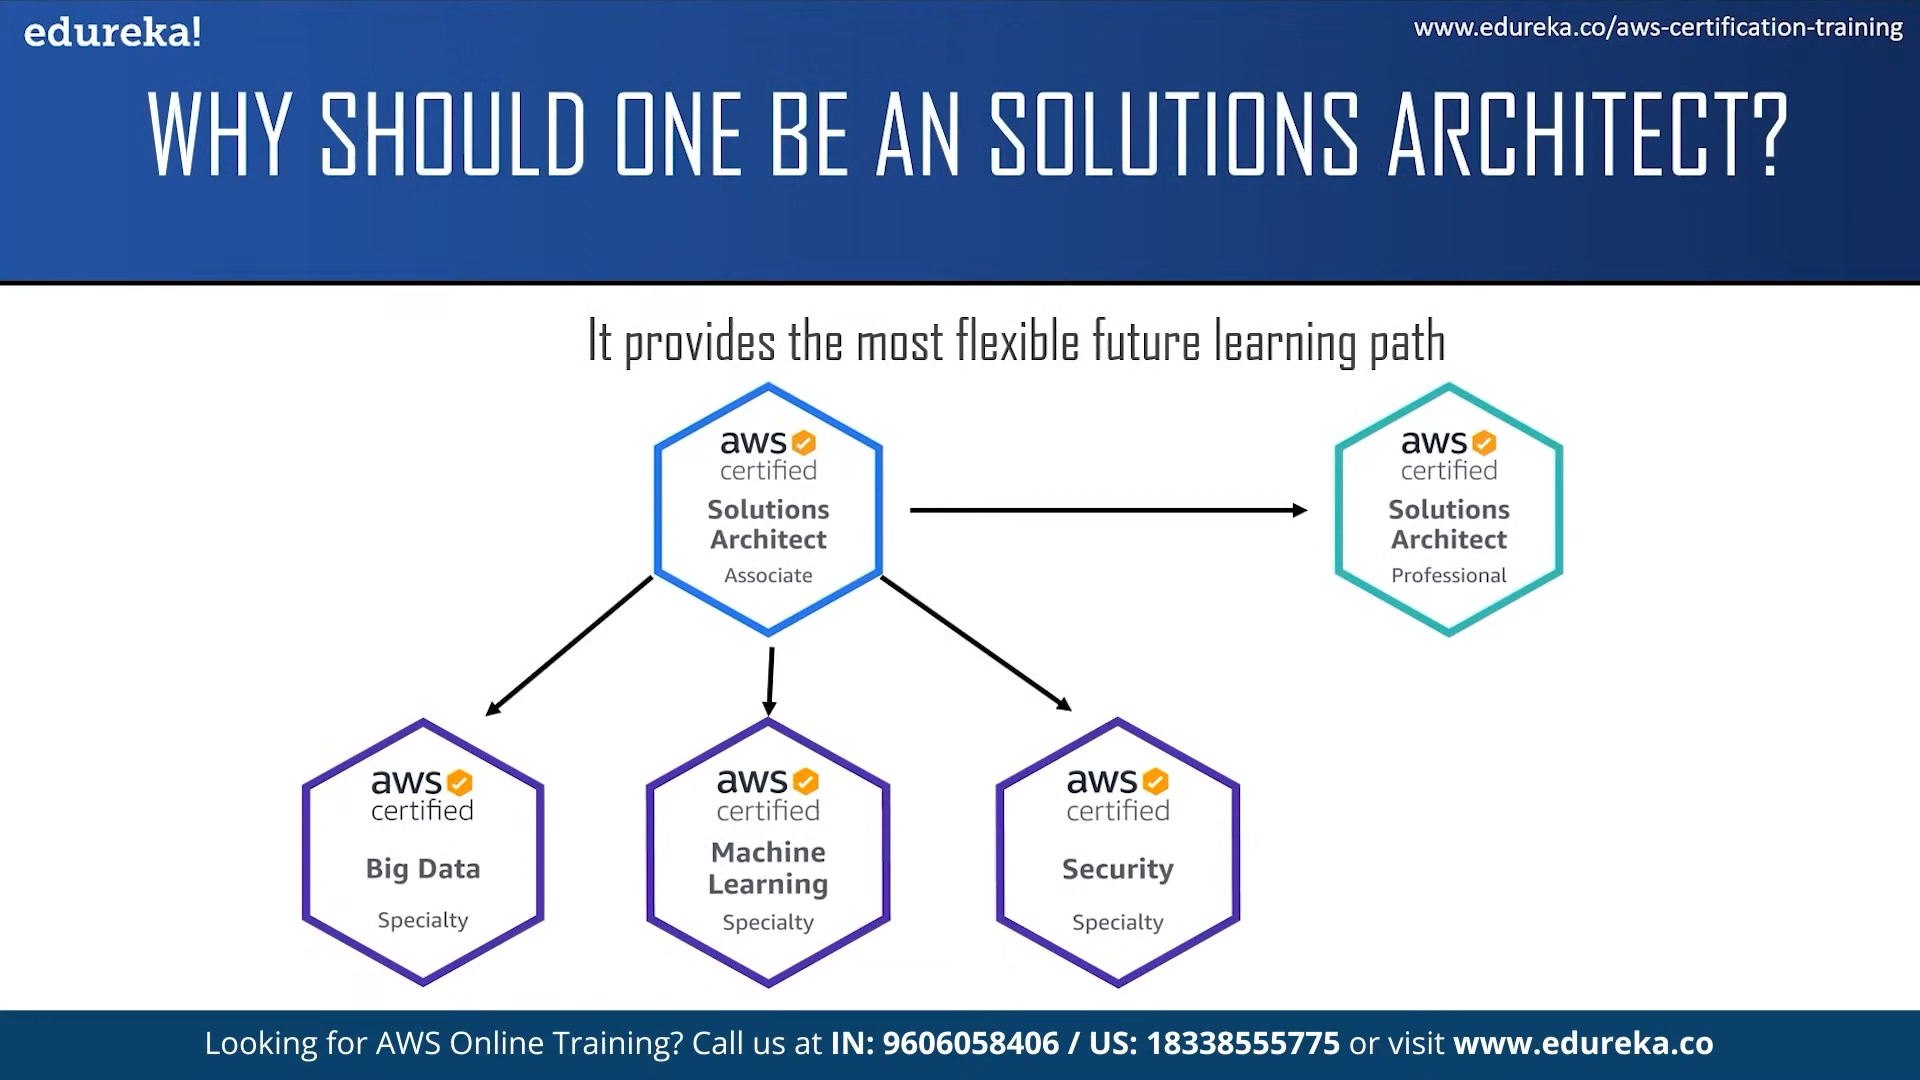 edureka!
www.edureka.co/aws-certification-training
WHY SHOULD ONE BE AN SOLUTIONS ARCHITECT?
It provides the most flexible future learning path
aws
certified
Solutions
Architect
Associate
aws
certified
Solutions
Architect
Professional
aws
certified
Big Data
Specialty
aws
certified
Machine
Learning
Specialty
aws
certified
Security
Specialty
Looking for AWS Online Training? Call us at IN: 9606058406 / US: 18338555775 or visit www.edureka.co